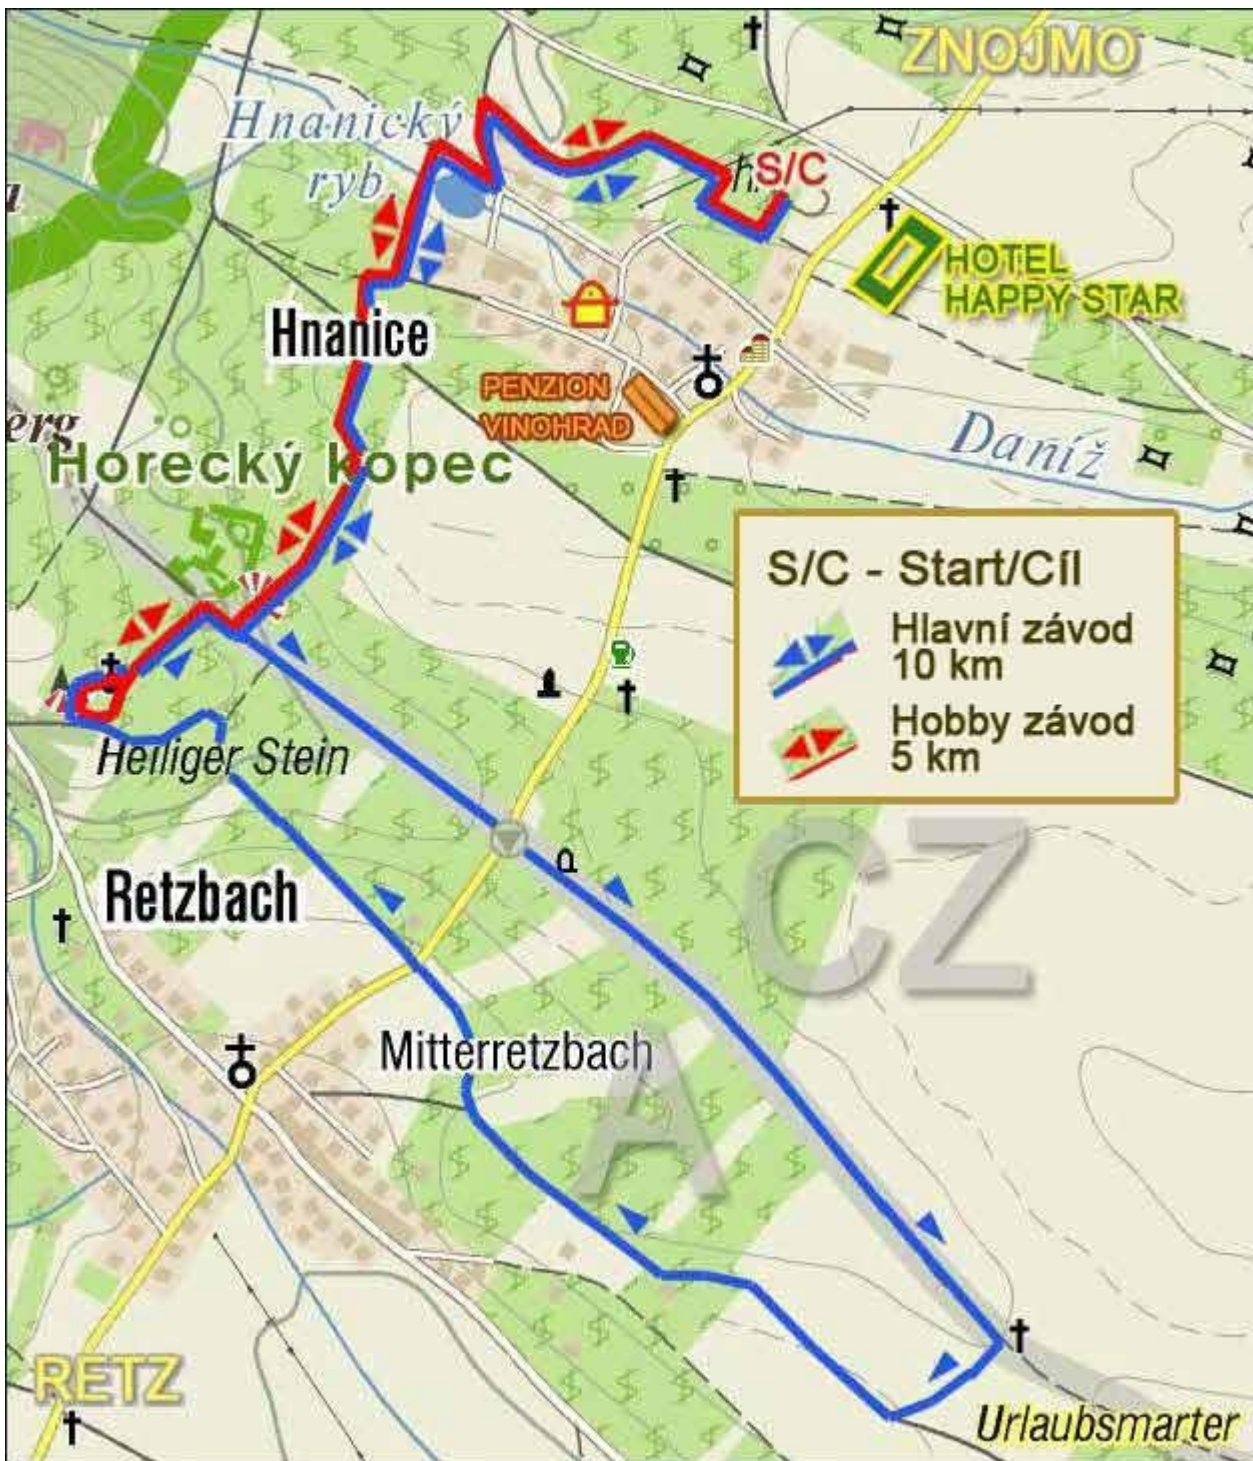 ZNOJMO
Hnanický
ryb.
S/C
HOTEL
HAPPY STAR
Hnanice
PENZION
VINOHRAD
erg
Daníž
Horecký kopec
S/C - Start/Cíl
Hlavní závod
10 km
Hobby závod
5 km
Heiliger Stein
CZ
Retzbach
Mitterretzbach
A
RETZ
Urlaubsmarter